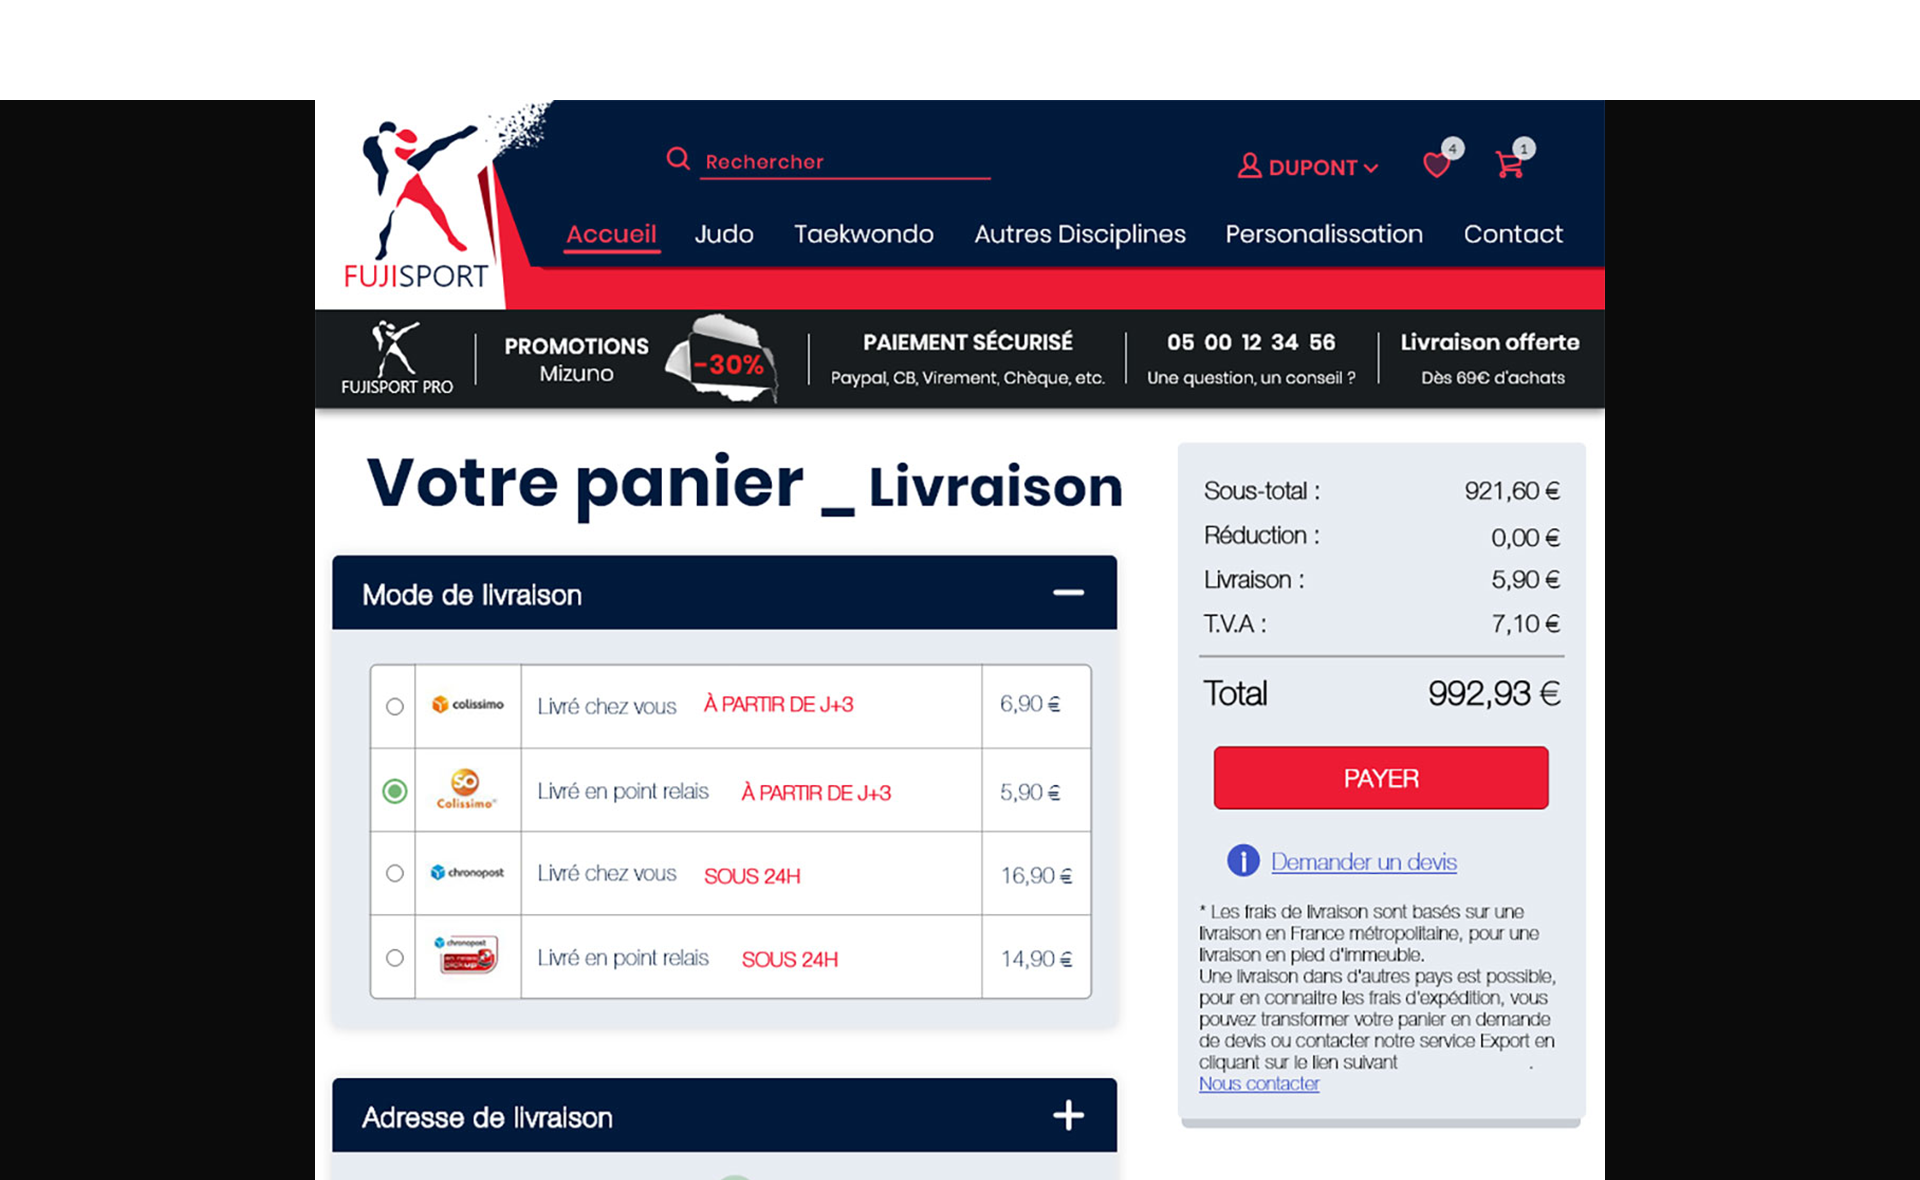 Rechercher
DUPONT
4
1
Accueil Judo Taekwondo Autres Disciplines Personalissation Contact
FUJISPORT
FUJISPORT PRO
PROMOTIONS
Mizuno
-30%
PAIEMENT SÉCURISÉ
Paypal, CB, Virement, Chèque, etc.
05 00 12 34 56
Une question, un conseil ?
Livraison offerte
Dès 69€ d'achats
Votre panier _ Livraison
Mode de livraison
colissimo Livré chez vous À PARTIR DE J+3 6,90 €
SO
Colissimo Livré en point relais À PARTIR DE J+3 5,90 €
chronopost Livré chez vous SOUS 24H 16,90 €
chronopost
pick up Livré en point relais SOUS 24H 14,90 €
Adresse de livraison
Sous-total : 921,60 €
Réduction : 0,00 €
Livraison : 5,90 €
T.V.A : 7,10 €
Total 992,93 €
PAYER
Demander un devis
* Les frais de livraison sont basés sur une
livraison en France métropolitaine, pour une
livraison en pied d'immeuble.
Une livraison dans d'autres pays est possible,
pour en connaitre les frais d'expédition, vous
pouvez transformer votre panier en demande
de devis ou contacter notre service Export en
cliquant sur le lien suivant .
Nous contacter